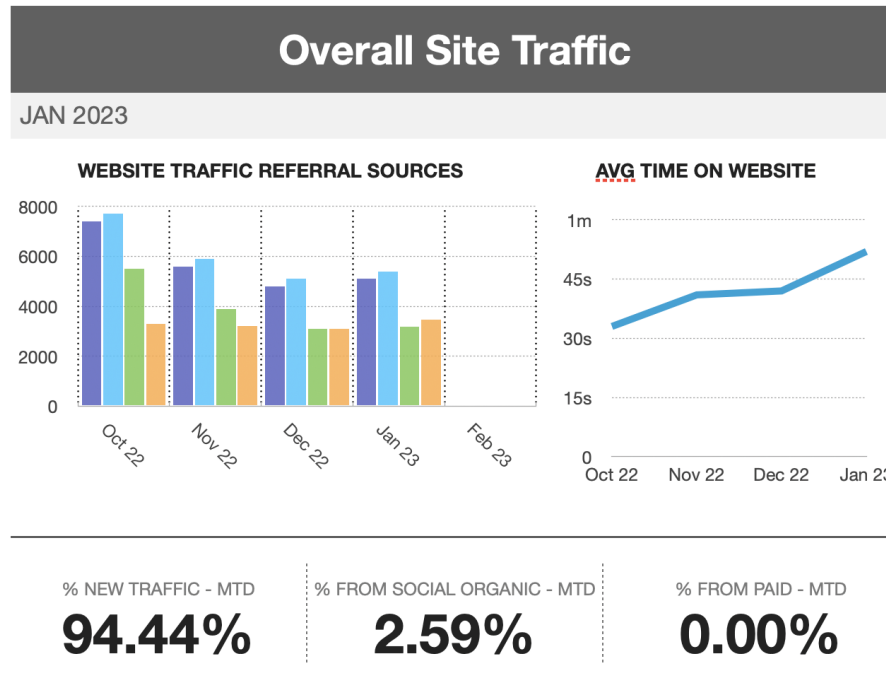 Overall Site Traffic
JAN 2023
WEBSITE TRAFFIC REFERRAL SOURCES
8000
6000
4000
2000
0
Oct 22
Nov 22
Dec 22
Jan 23
Feb 23
AVG TIME ON WEBSITE
1m
45s
30s
15s
0
Oct 22
Nov 22
Dec 22
Jan 23
% NEW TRAFFIC - MTD
94.44%
% FROM SOCIAL ORGANIC - MTD
2.59%
% FROM PAID - MTD
0.00%